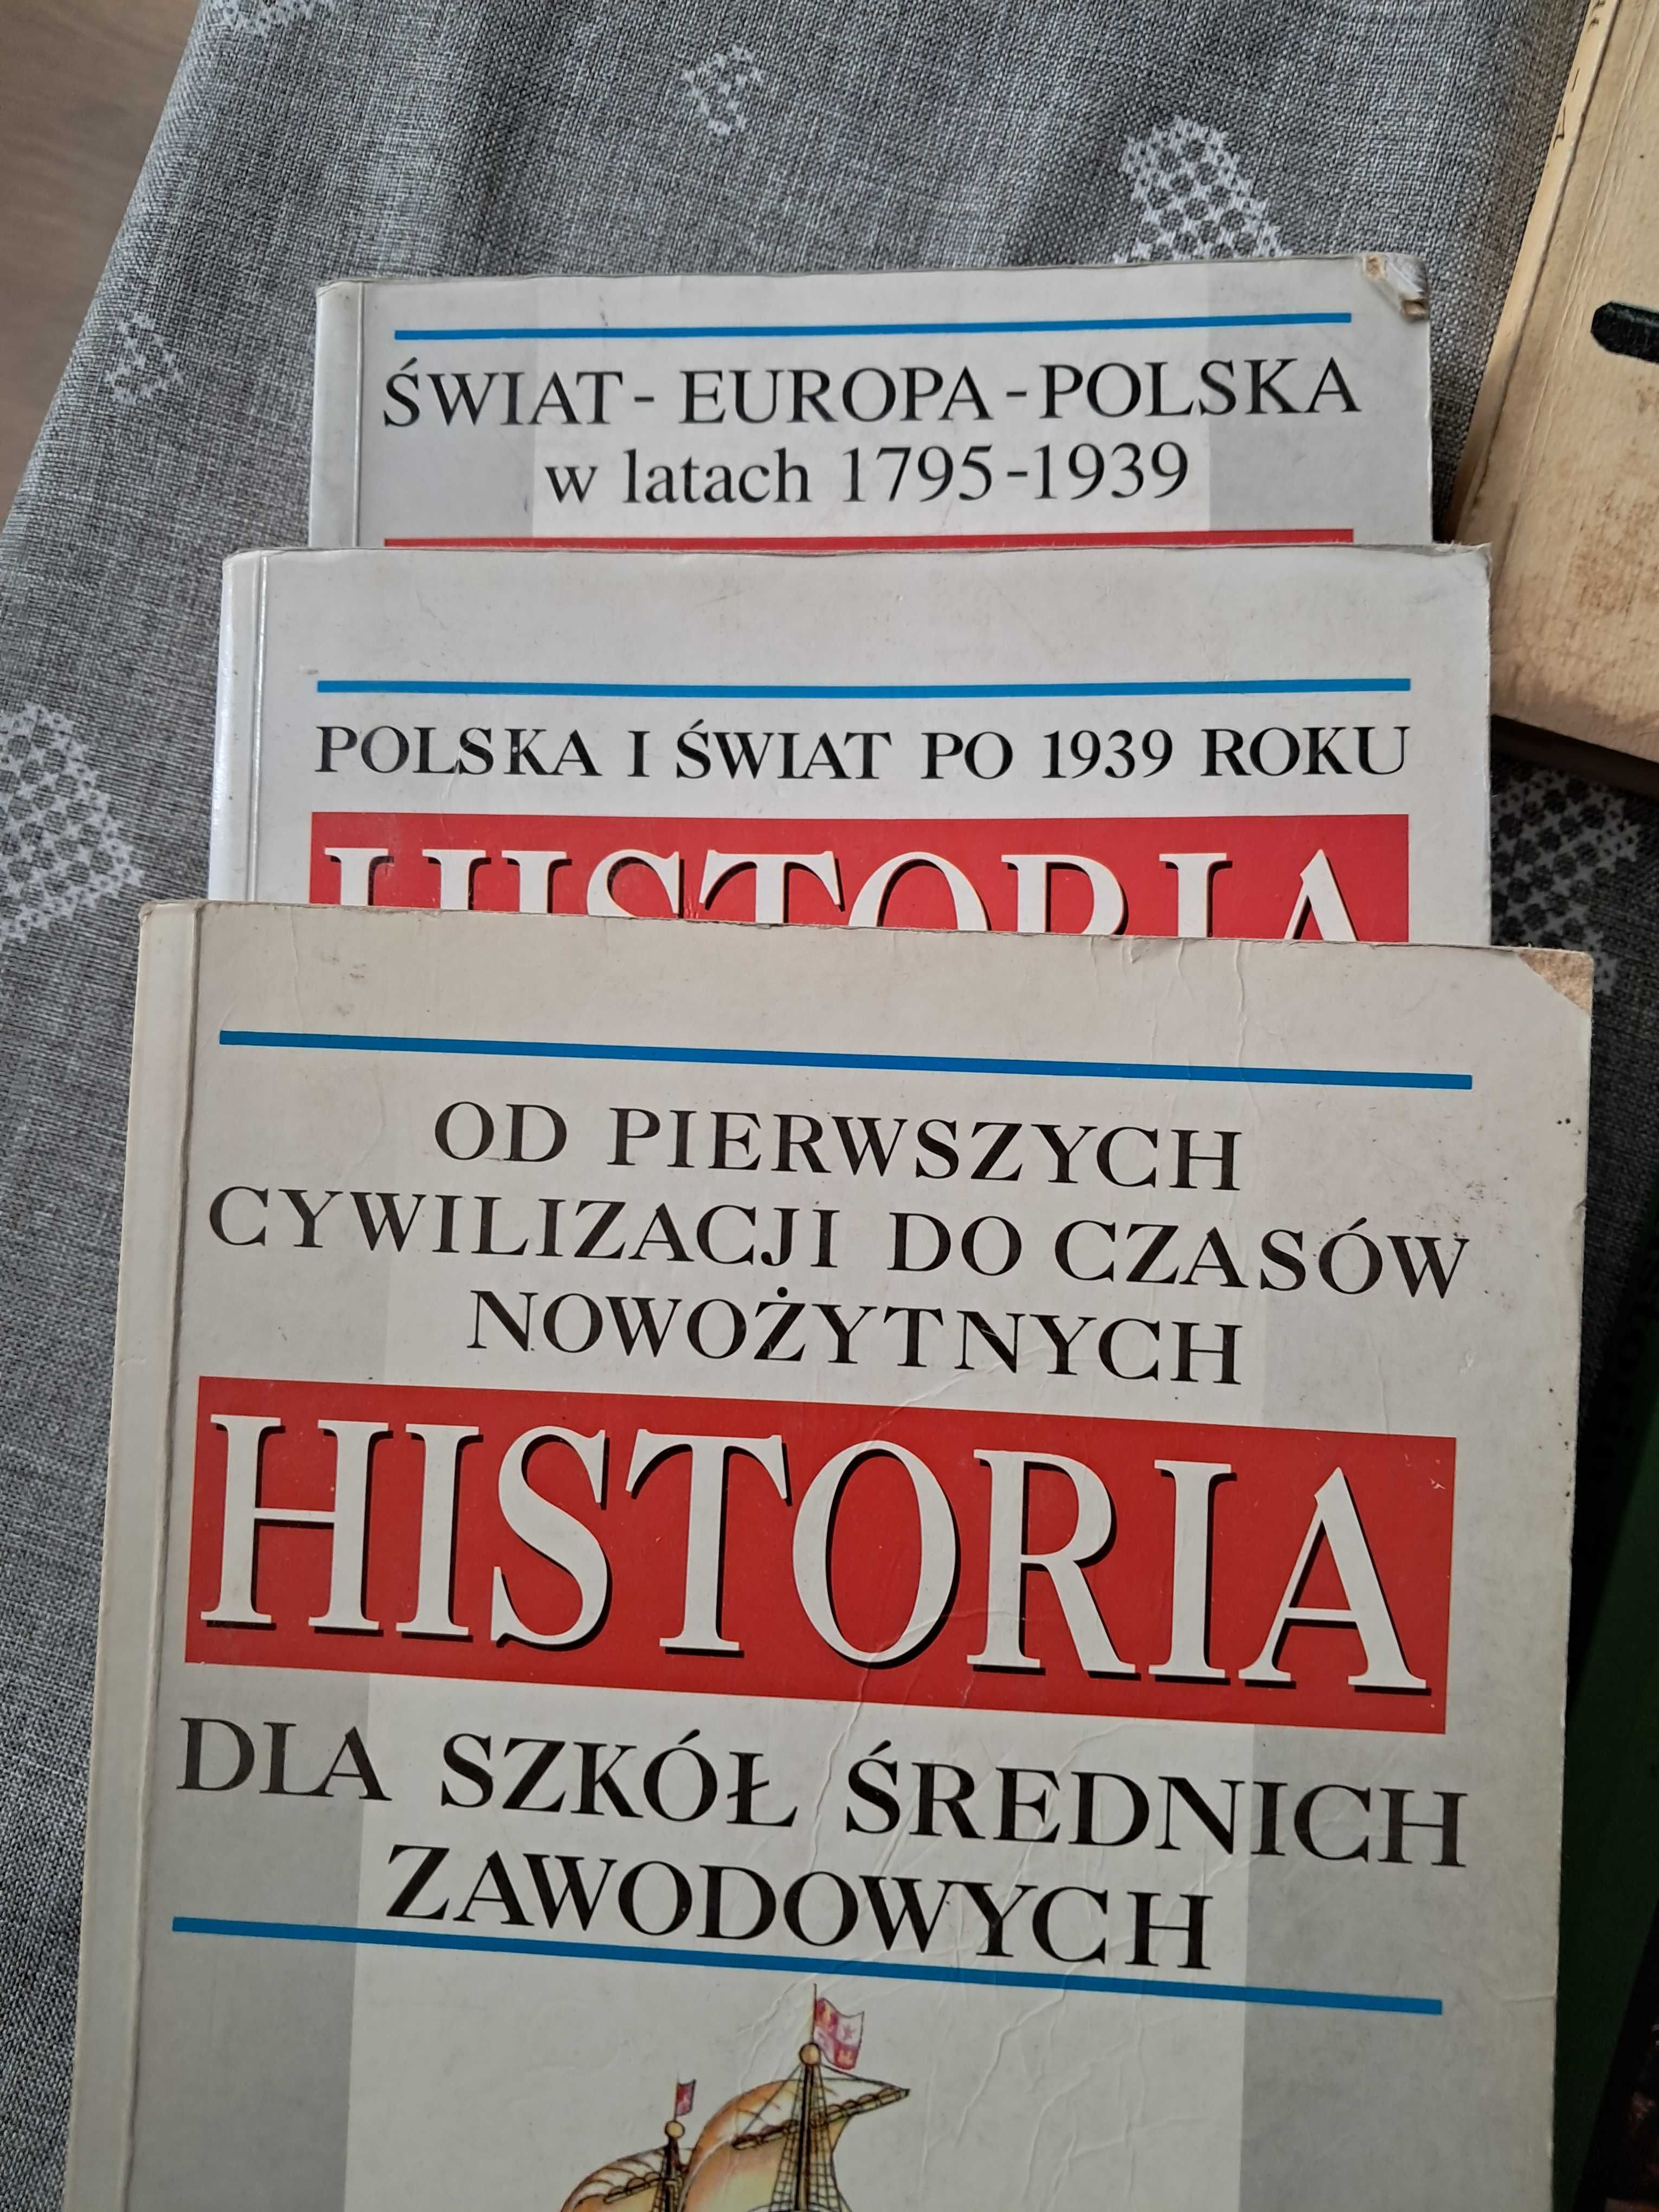 ŚWIAT - EUROPA - POLSKA
w latach 1795-1939
POLSKA I ŚWIAT PO 1939 ROKU
HISTORIA
OD PIERWSZYCH
CYWILIZACJI DO CZASÓW
NOWOŻYTNYCH
HISTORIA
DLA SZKÓŁ ŚREDNICH
ZAWODOWYCH